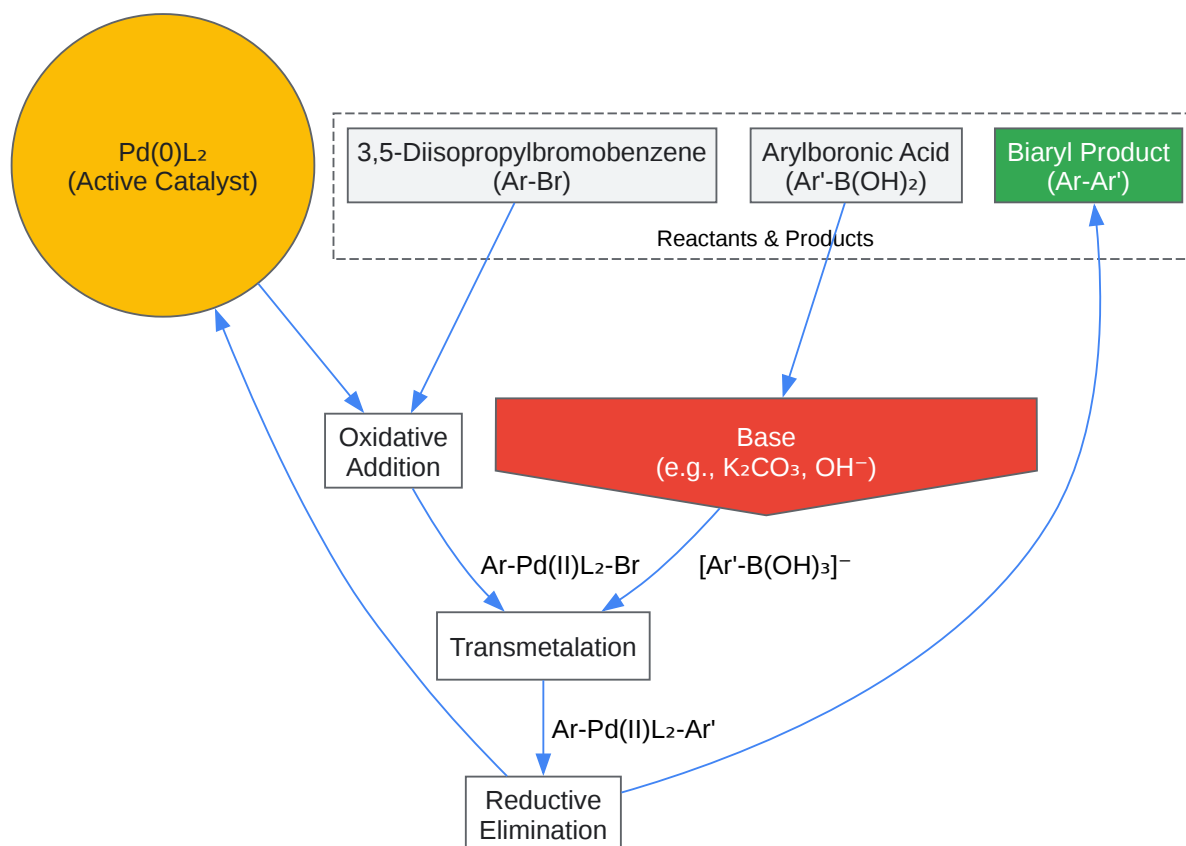 Pd(0)L₂
(Active Catalyst)
3,5-Diisopropylbromobenzene
(Ar-Br)
Arylboronic Acid
(Ar'-B(OH)₂)
Biaryl Product
(Ar-Ar')
Reactants & Products
Oxidative
Addition
Base
(e.g., K₂CO₃, OH⁻)
Ar-Pd(II)L₂-Br
[Ar'-B(OH)₃]⁻
Transmetalation
Ar-Pd(II)L₂-Ar'
Reductive
Elimination